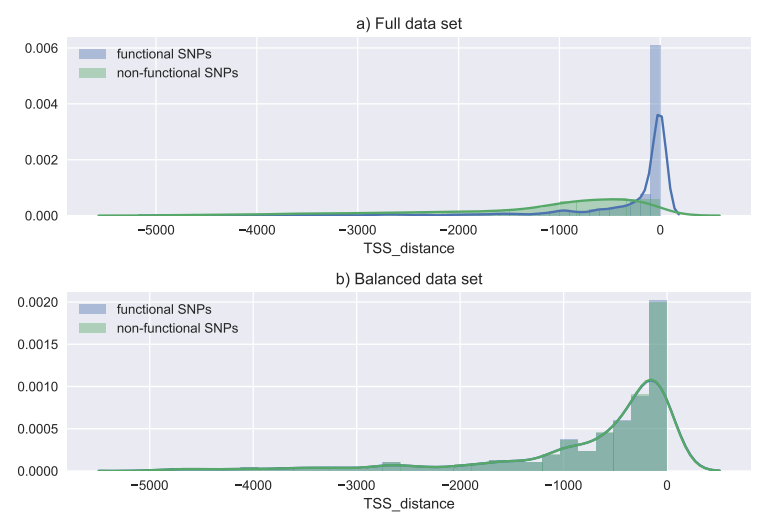 a) Full data set
0.006
0.004
0.002
0.000
functional SNPs
non-functional SNPs
−5000 −4000 −3000 −2000 −1000 0
TSS_distance
b) Balanced data set
0.0020
0.0015
0.0010
0.0005
0.0000
functional SNPs
non-functional SNPs
−5000 −4000 −3000 −2000 −1000 0
TSS_distance